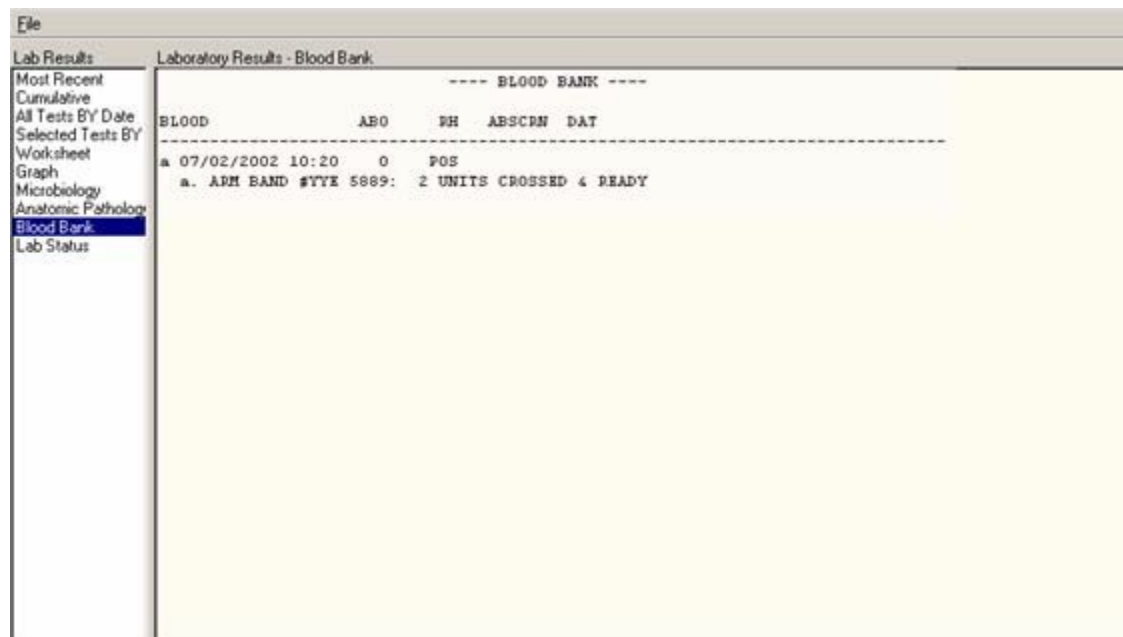 File
Lab Results
Most Recent
Cumulative
All Tests BY Date
Selected Tests BY
Worksheet
Graph
Microbiology
Anatomic Patholog
Blood Bank
Lab Status
Laboratory Results - Blood Bank
---- BLOOD BANK ----
BLOOD ABO RH ABSCRN DAT
--------------------------------------------------------------------------------
a 07/02/2002 10:20 O POS
a. ARM BAND #YYE 5889: 2 UNITS CROSSED & READY